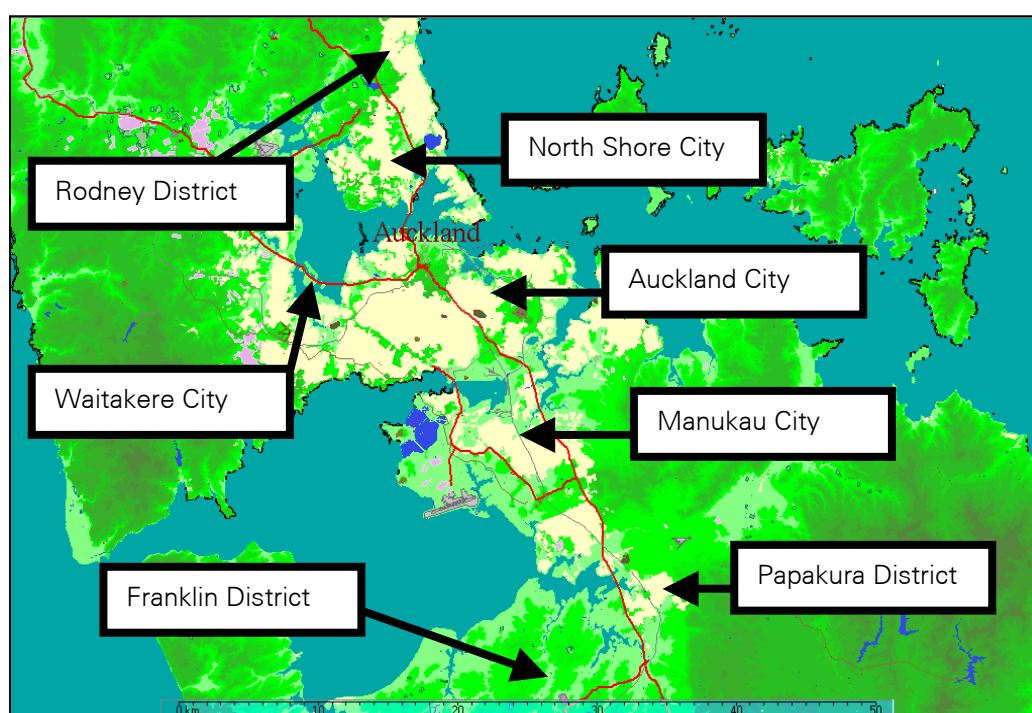 North Shore City
Rodney District
Auckland
Auckland City
Waitakere City
Manukau City
Papakura District
Franklin District
0 km 10 20 30 40 50